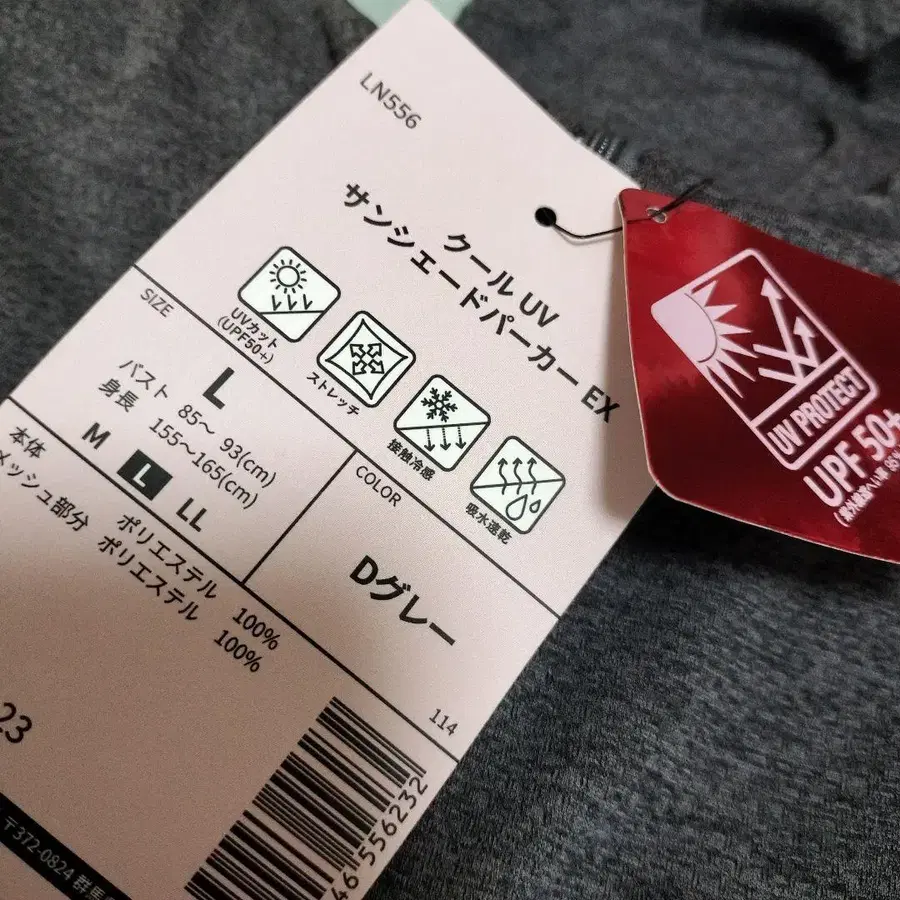 LN556
クール UV
サンシェードパーカー EX
UVカット
(UPF50+)
ストレッチ
接触冷感
吸水速乾
SIZE
L
バスト 85～ 93(cm)
身長 155～165(cm)
M L LL
COLOR
Dグレー
114
本体 ポリエステル 100%
メッシュ部分 ポリエステル 100%
23
46 556232
〒372-0824 群馬
UV PROTECT
UPF 50+